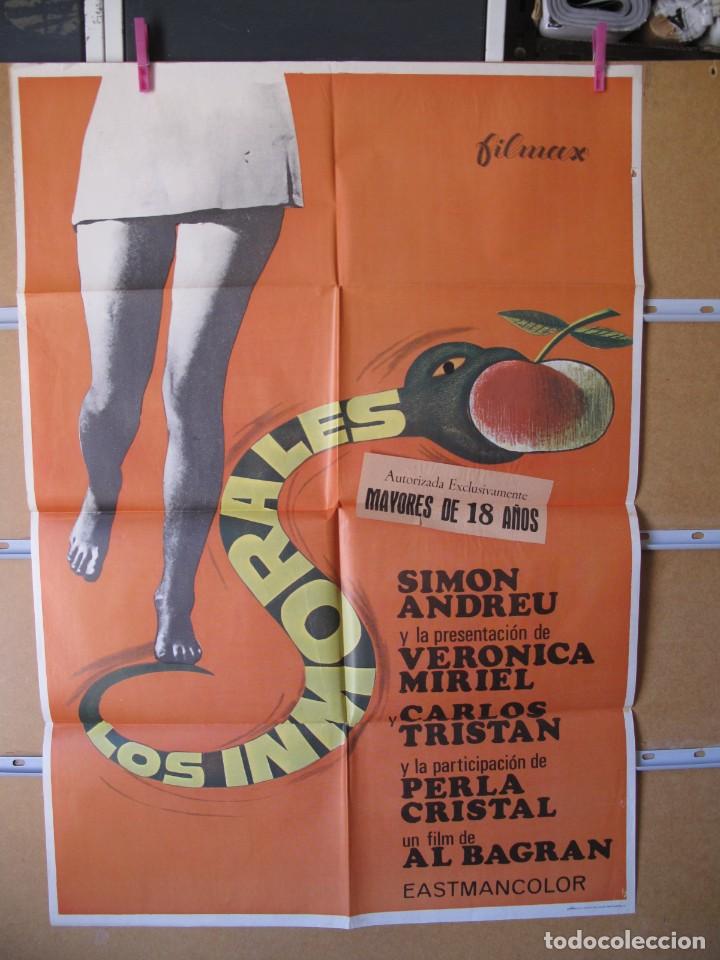 filmax
LOS INMORALES
Autorizada Exclusivamente
MAYORES DE 18 AÑOS
SIMON
ANDREU
y la presentación de
VERONICA
MIRIEL
y CARLOS
TRISTAN
y la participación de
PERLA
CRISTAL
un film de
AL BAGRAN
EASTMANCOLOR
todocoleccion.net